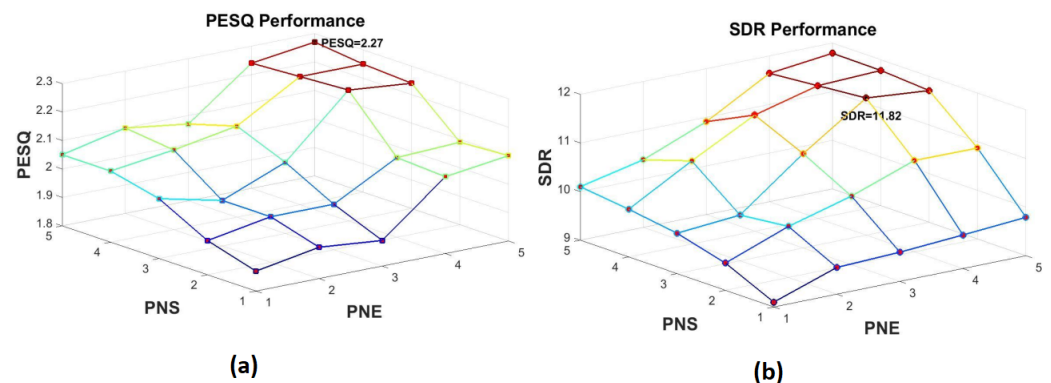 PESQ Performance
PESQ=2.27
2.3
2.2
2.1
2
1.9
1.8
PESQ
5
4
3
2
1
PNS
1
2
3
4
5
PNE
(a)
SDR Performance
SDR=11.82
12
11
10
9
SDR
5
4
3
2
1
PNS
1
2
3
4
5
PNE
(b)